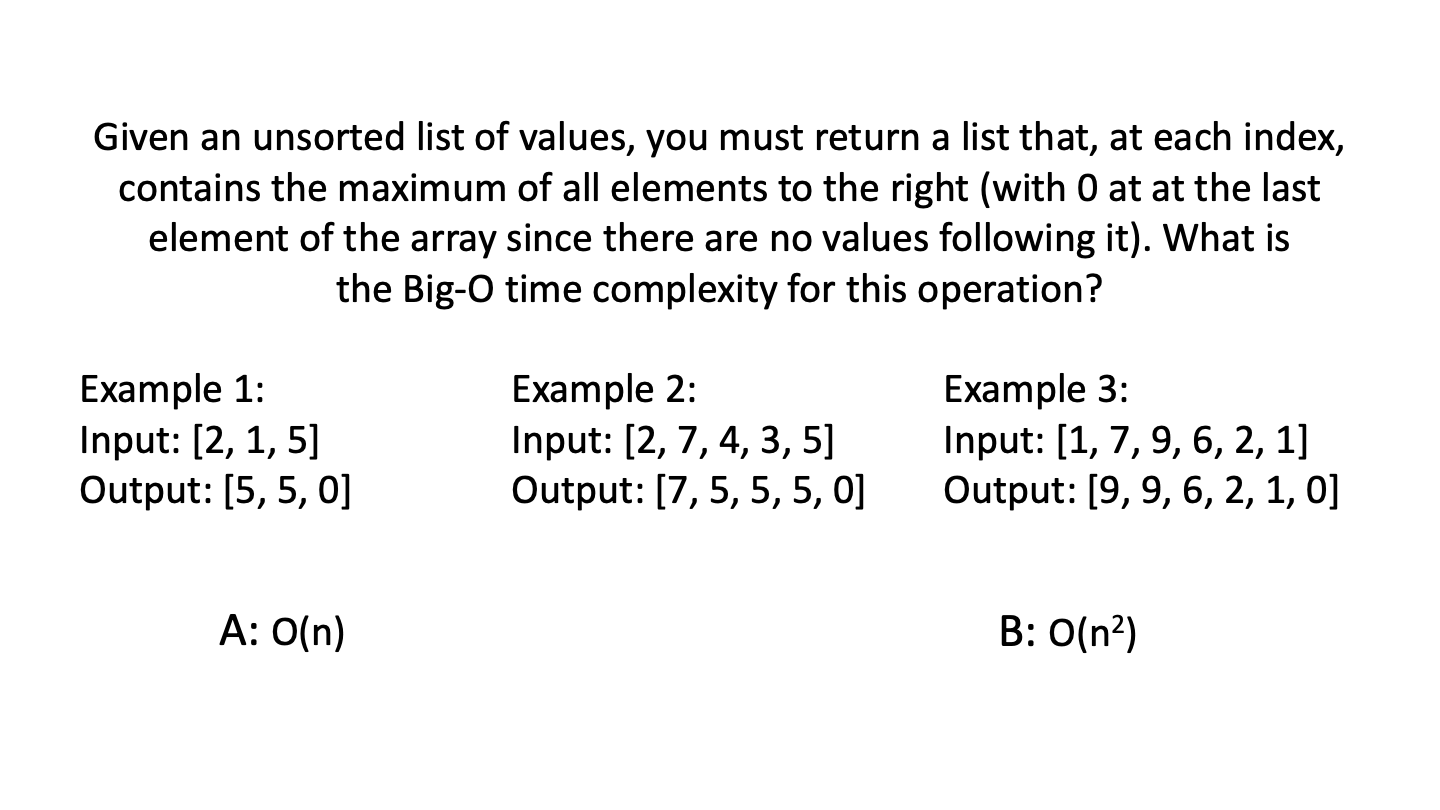 Given an unsorted list of values, you must return a list that, at each index,
contains the maximum of all elements to the right (with 0 at at the last
element of the array since there are no values following it). What is
the Big-O time complexity for this operation?
Example 1:
Input: [2, 1, 5]
Output: [5, 5, 0]
Example 2:
Input: [2, 7, 4, 3, 5]
Output: [7, 5, 5, 5, 0]
Example 3:
Input: [1, 7, 9, 6, 2, 1]
Output: [9, 9, 6, 2, 1, 0]
A: O(n)
B: O(n²)